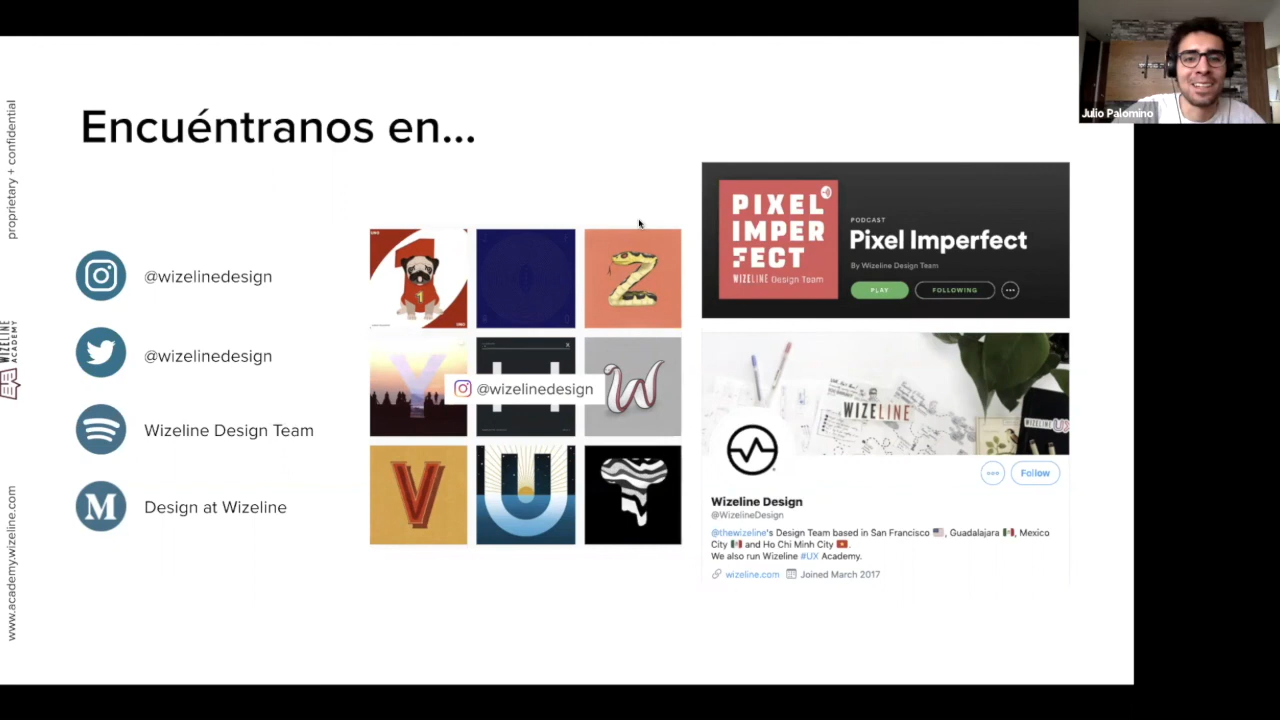 Encuéntranos en...
@wizelinedesign
@wizelinedesign
Wizeline Design Team
Design at Wizeline
@wizelinedesign
Z
Y
W
V
U
T
1
PIXEL
IMPER
FECT
WIZELINE Design Team
PODCAST
Pixel Imperfect
By Wizeline Design Team
PLAY
FOLLOWING
WIZELINE
Follow
Wizeline Design
@WizelineDesign
@thewizeline's Design Team based in San Francisco 🇺🇸, Guadalajara 🇲🇽, Mexico
City 🇲🇽 and Ho Chi Minh City 🇻🇳.
We also run Wizeline #UX Academy.
wizeline.com Joined March 2017
Julio Palomino
proprietary + confidential
WIZELINE
ACADEMY
www.academy.wizeline.com